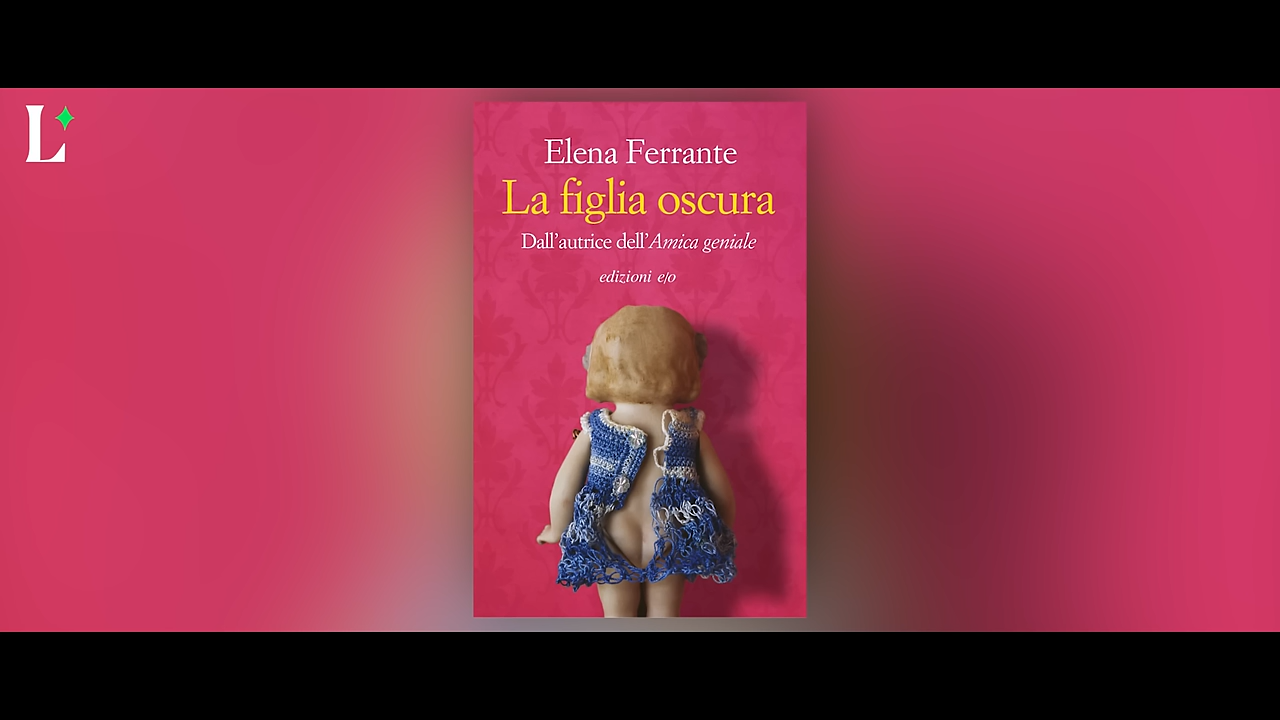 L
Elena Ferrante
La figlia oscura
Dall'autrice dell'Amica geniale
edizioni e/o